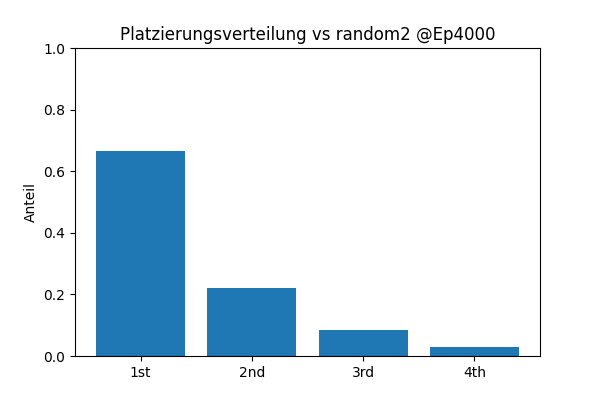 Platzierungsverteilung vs random2 @Ep4000
1.0
0.8
0.6
0.4
0.2
0.0
Anteil
1st
2nd
3rd
4th